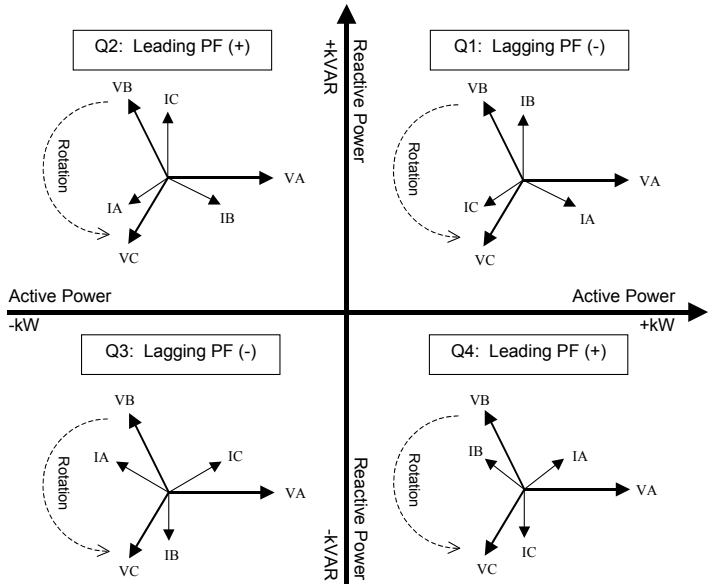 Q2: Leading PF (+)
VB
IC
Rotation
VA
IA
IB
VC
+kVAR
Reactive Power
Q1: Lagging PF (-)
VB
IB
Rotation
VA
IC
IA
VC
Active Power
-kW
Active Power
+kW
Q3: Lagging PF (-)
VB
IA
IC
Rotation
VA
IB
VC
-kVAR
Reactive Power
Q4: Leading PF (+)
VB
IB
IA
Rotation
VA
IC
VC